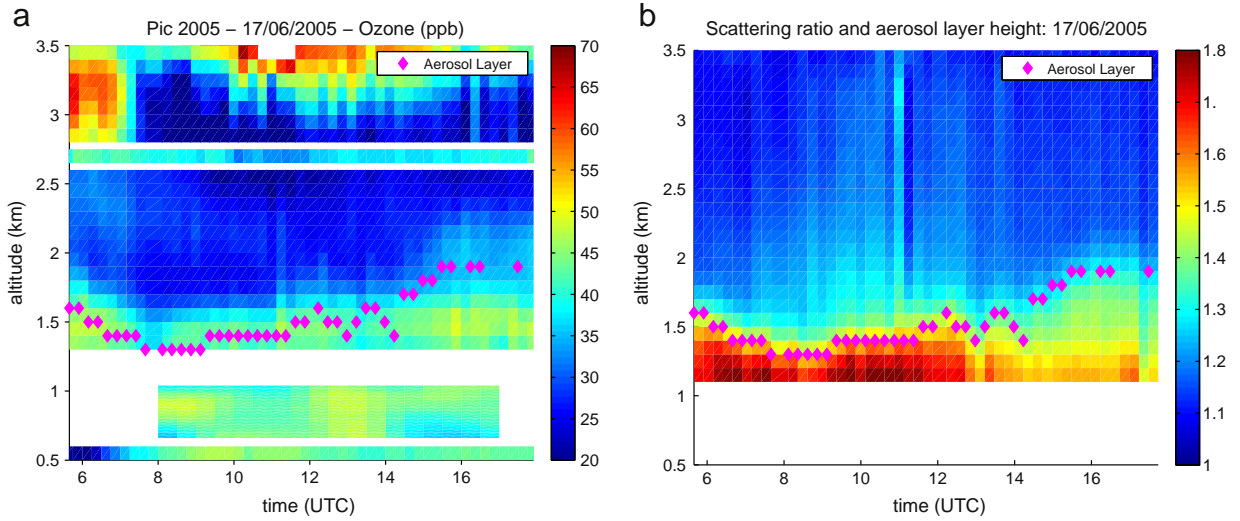 a
Pic 2005 – 17/06/2005 – Ozone (ppb)
Aerosol Layer
altitude (km)
3.5
3
2.5
2
1.5
1
0.5
6 8 10 12 14 16
time (UTC)
70
65
60
55
50
45
40
35
30
25
20
b
Scattering ratio and aerosol layer height: 17/06/2005
Aerosol Layer
altitude (km)
3.5
3
3.5
2
1.5
1
0.5
6 8 10 12 14 16
time (UTC)
1.8
1.8
1.6
1.5
1.4
1.3
1.2
1.1
1